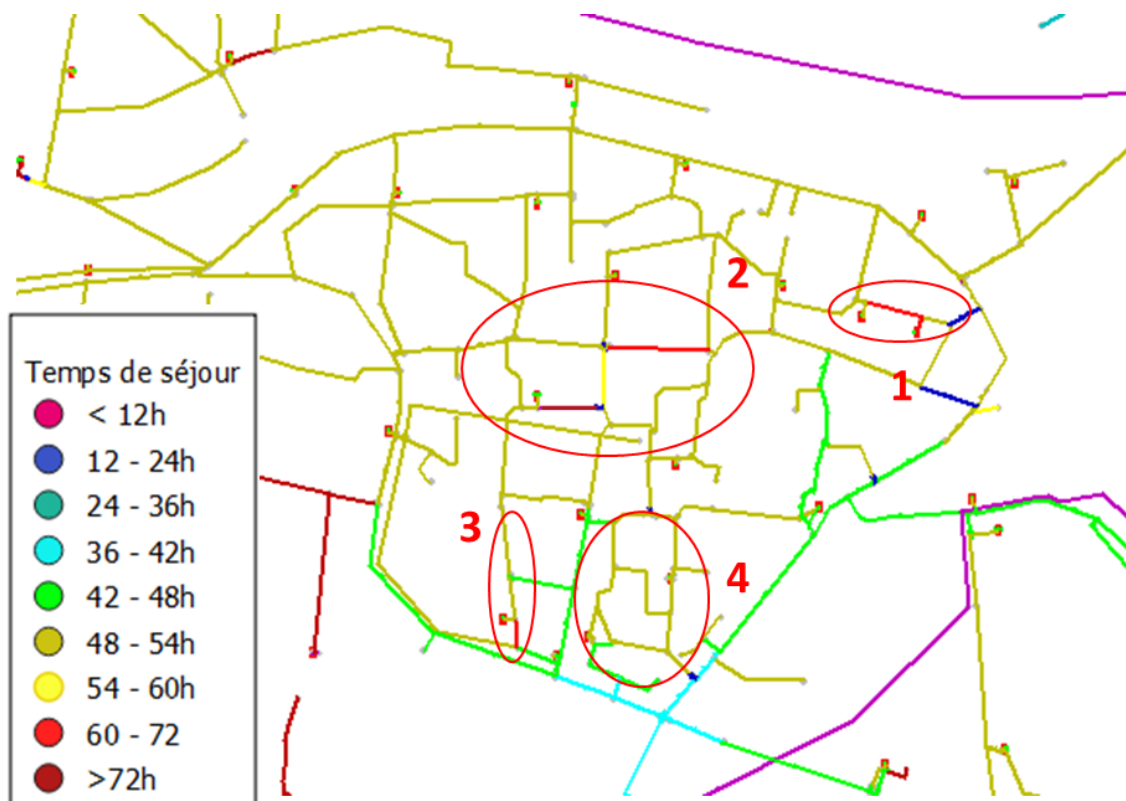 2
1
3
4
Temps de séjour
< 12h
12 - 24h
24 - 36h
36 - 42h
42 - 48h
48 - 54h
54 - 60h
60 - 72
>72h